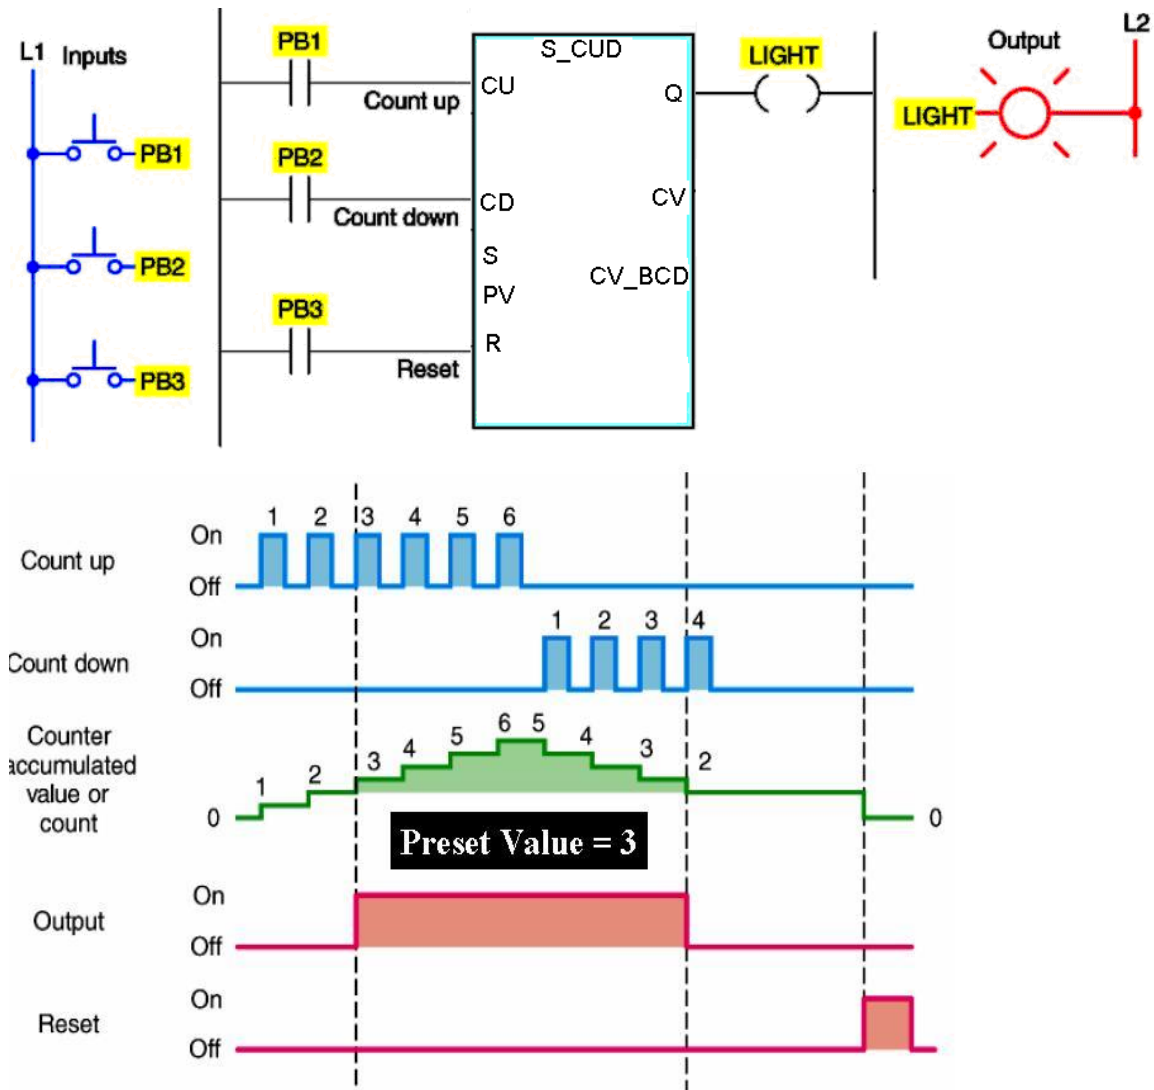 L1 Inputs
PB1
PB2
PB3
PB1
Count up
PB2
Count down
PB3
Reset
S_CUD
CU
CD
S
PV
R
Q
CV
CV_BCD
LIGHT
Output
L2
LIGHT
Count up
On
Off
1 2 3 4 5 6
Count down
On
Off
1 2 3 4
Counter
accumulated
value or
count
0 1 2 3 4 5 6 5 4 3 2 0
Preset Value = 3
Output
On
Off
Reset
On
Off